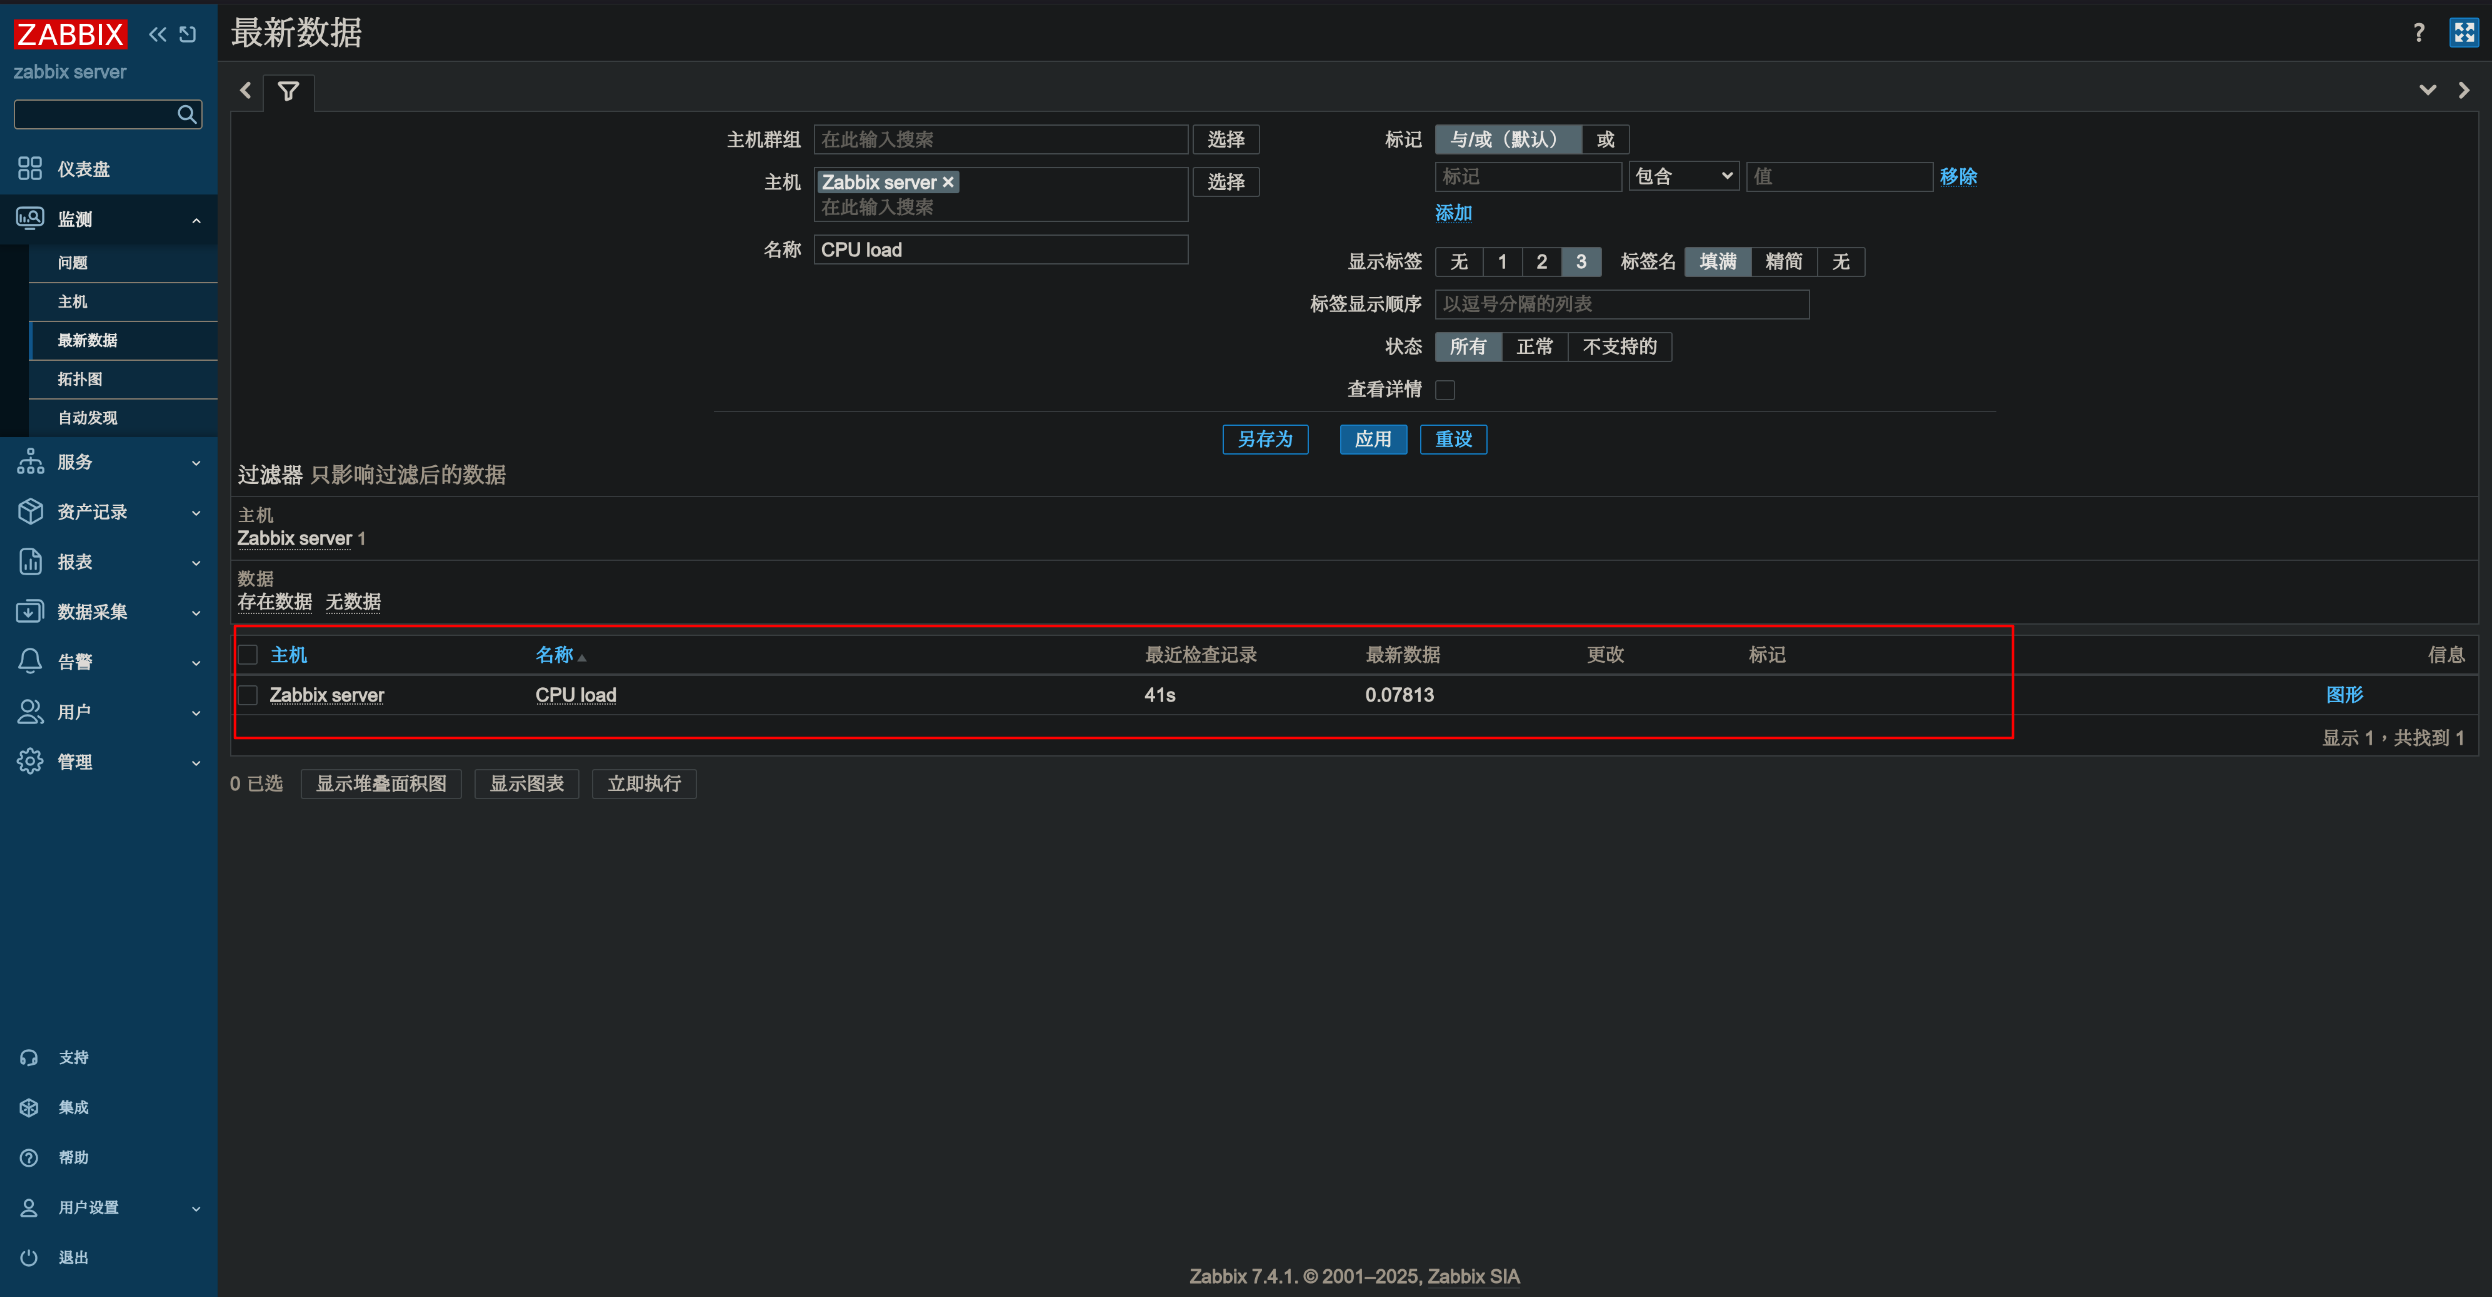 ZABBIX
zabbix server
仪表盘
监测
问题
主机
最新数据
拓扑图
自动发现
服务
资产记录
报表
数据采集
告警
用户
管理
支持
集成
帮助
用户设置
退出
最新数据
?
主机群组 在此输入搜索 选择
主机 Zabbix server × 选择
在此输入搜索
名称 CPU load
标记 与/或（默认） 或
标记 包含 值 移除
添加
显示标签 无 1 2 3 标签名 填满 精简 无
标签显示顺序 以逗号分隔的列表
状态 所有 正常 不支持的
查看详情
另存为 应用 重设
过滤器 只影响过滤后的数据
主机
Zabbix server 1
数据
存在数据 无数据
主机 名称 最近检查记录 最新数据 更改 标记 信息
Zabbix server CPU load 41s 0.07813 图形
显示 1，共找到 1
0 已选 显示堆叠面积图 显示图表 立即执行
Zabbix 7.4.1. © 2001–2025, Zabbix SIA